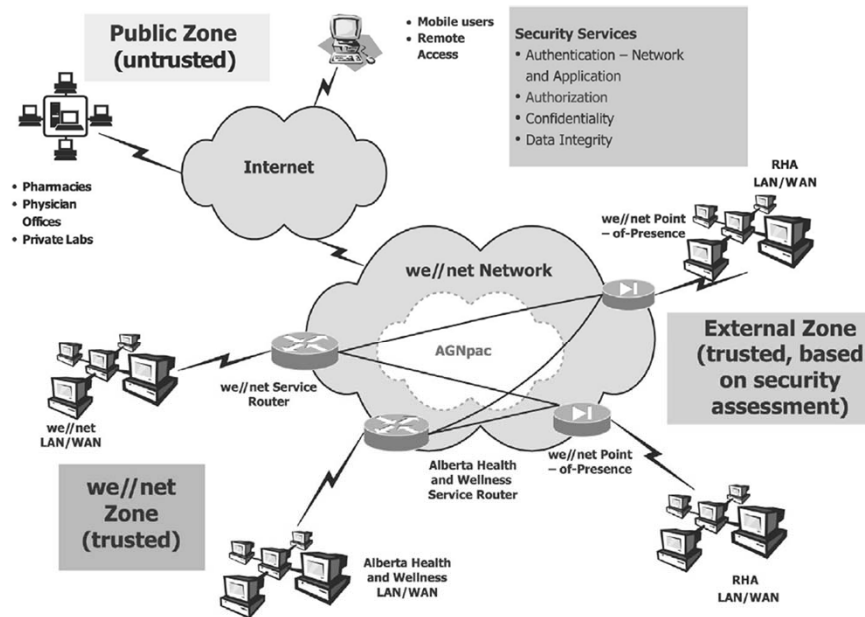 Public Zone
(untrusted)
• Mobile users
• Remote
Access
Security Services
• Authentication – Network
and Application
• Authorization
• Confidentiality
• Data Integrity
Internet
• Pharmacies
• Physician
Offices
• Private Labs
RHA
LAN/WAN
we//net Point
– of-Presence
we//net Network
AGNpac
External Zone
(trusted, based
on security
assessment)
we//net Service
Router
we//net
LAN/WAN
we//net Point
– of-Presence
Alberta Health
and Wellness
Service Router
we//net
Zone
(trusted)
Alberta Health
and Wellness
LAN/WAN
RHA
LAN/WAN